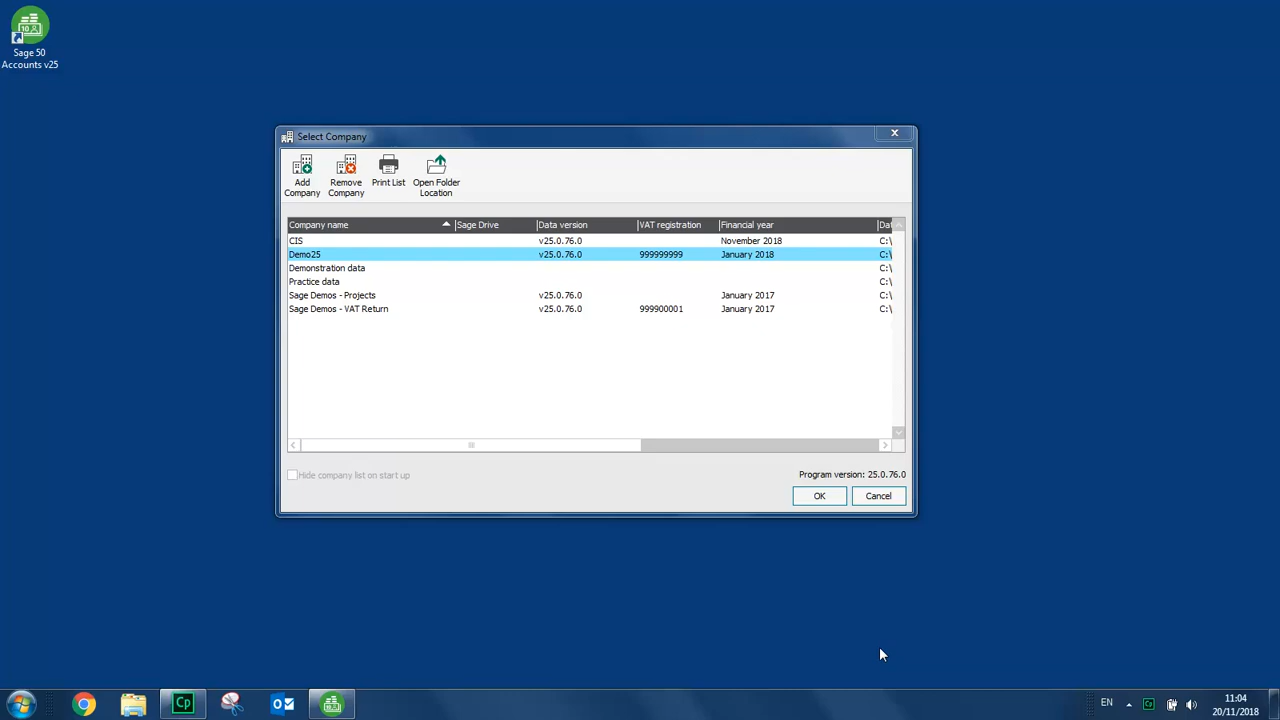 Sage 50
Accounts v25
Select Company
Add Company
Remove Company
Print List
Open Folder Location
Company name Sage Drive Data version VAT registration Financial year Dat
CIS v25.0.76.0 November 2018 C:\
Demo25 v25.0.76.0 999999999 January 2018 C:\
Demonstration data C:\
Practice data C:\
Sage Demos - Projects v25.0.76.0 January 2017 C:\
Sage Demos - VAT Return v25.0.76.0 999900001 January 2017 C:\
Hide company list on start up
Program version: 25.0.76.0
OK Cancel
Cp
EN
11:04
20/11/2018